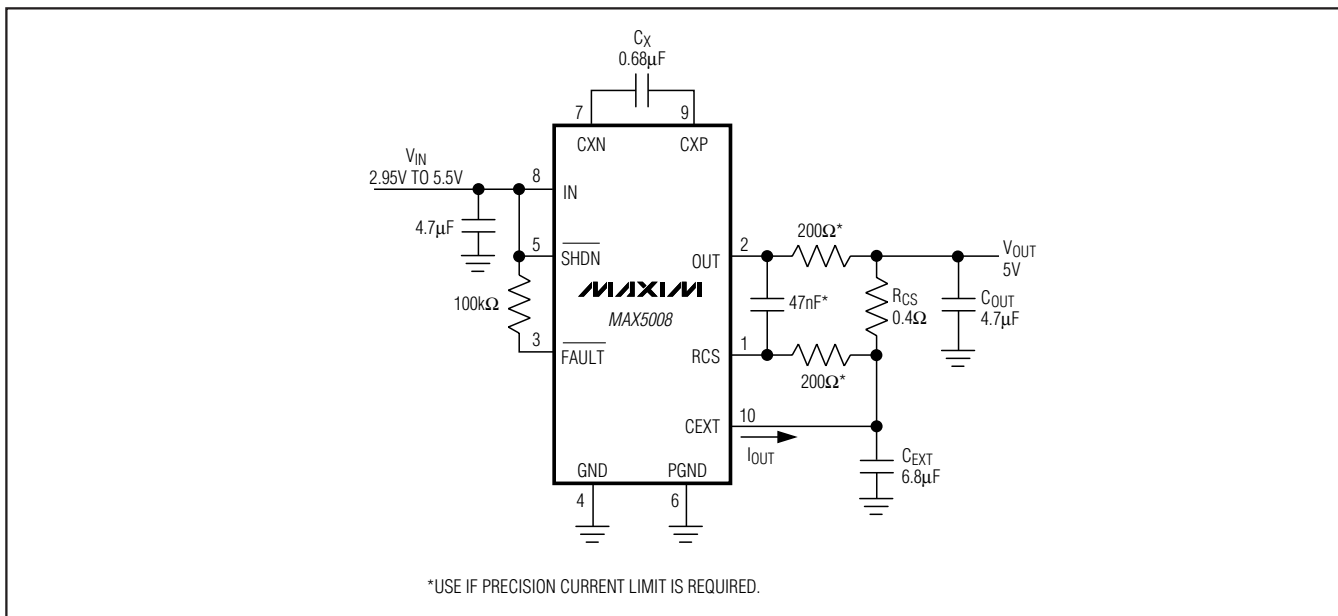 CX
0.68µF
7
9
CXN
CXP
VIN
2.95V TO 5.5V
8
IN
4.7µF
5
SHDN
200Ω*
2
OUT
VOUT
5V
100kΩ
MAXIM
MAX5008
47nF*
RCS
0.4Ω
COUT
4.7µF
3
FAULT
1
RCS
200Ω*
10
CEXT
IOUT
CEXT
6.8µF
GND
PGND
4
6
*USE IF PRECISION CURRENT LIMIT IS REQUIRED.